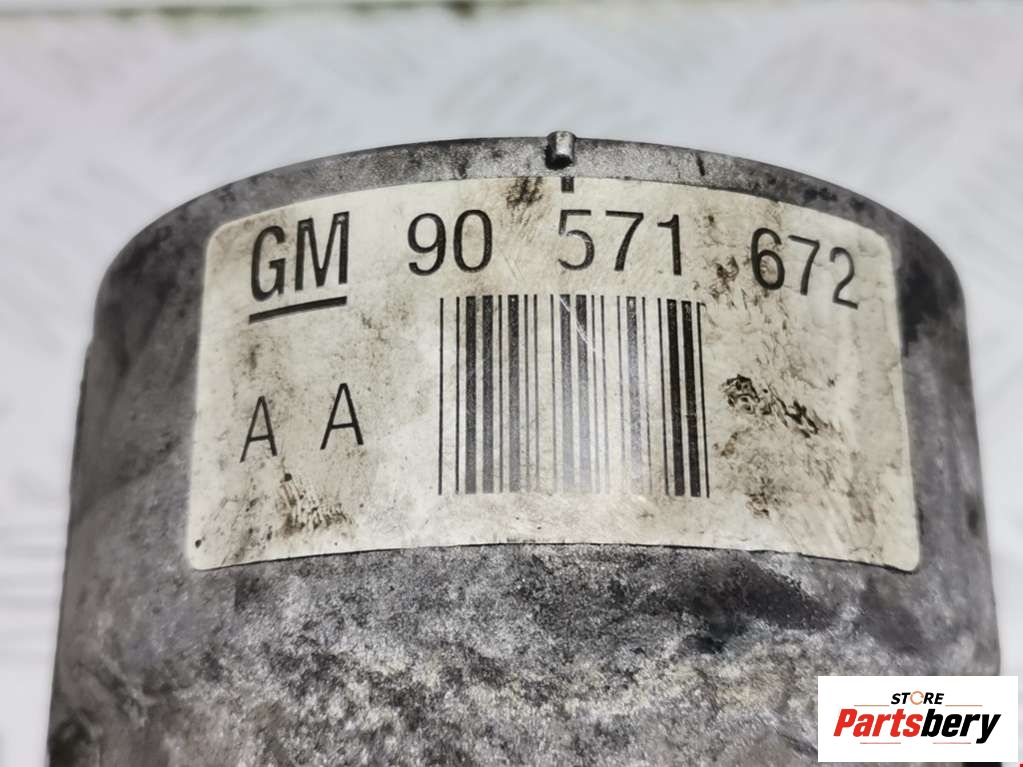 GM 90 571 672
A A
STORE
Partsbery